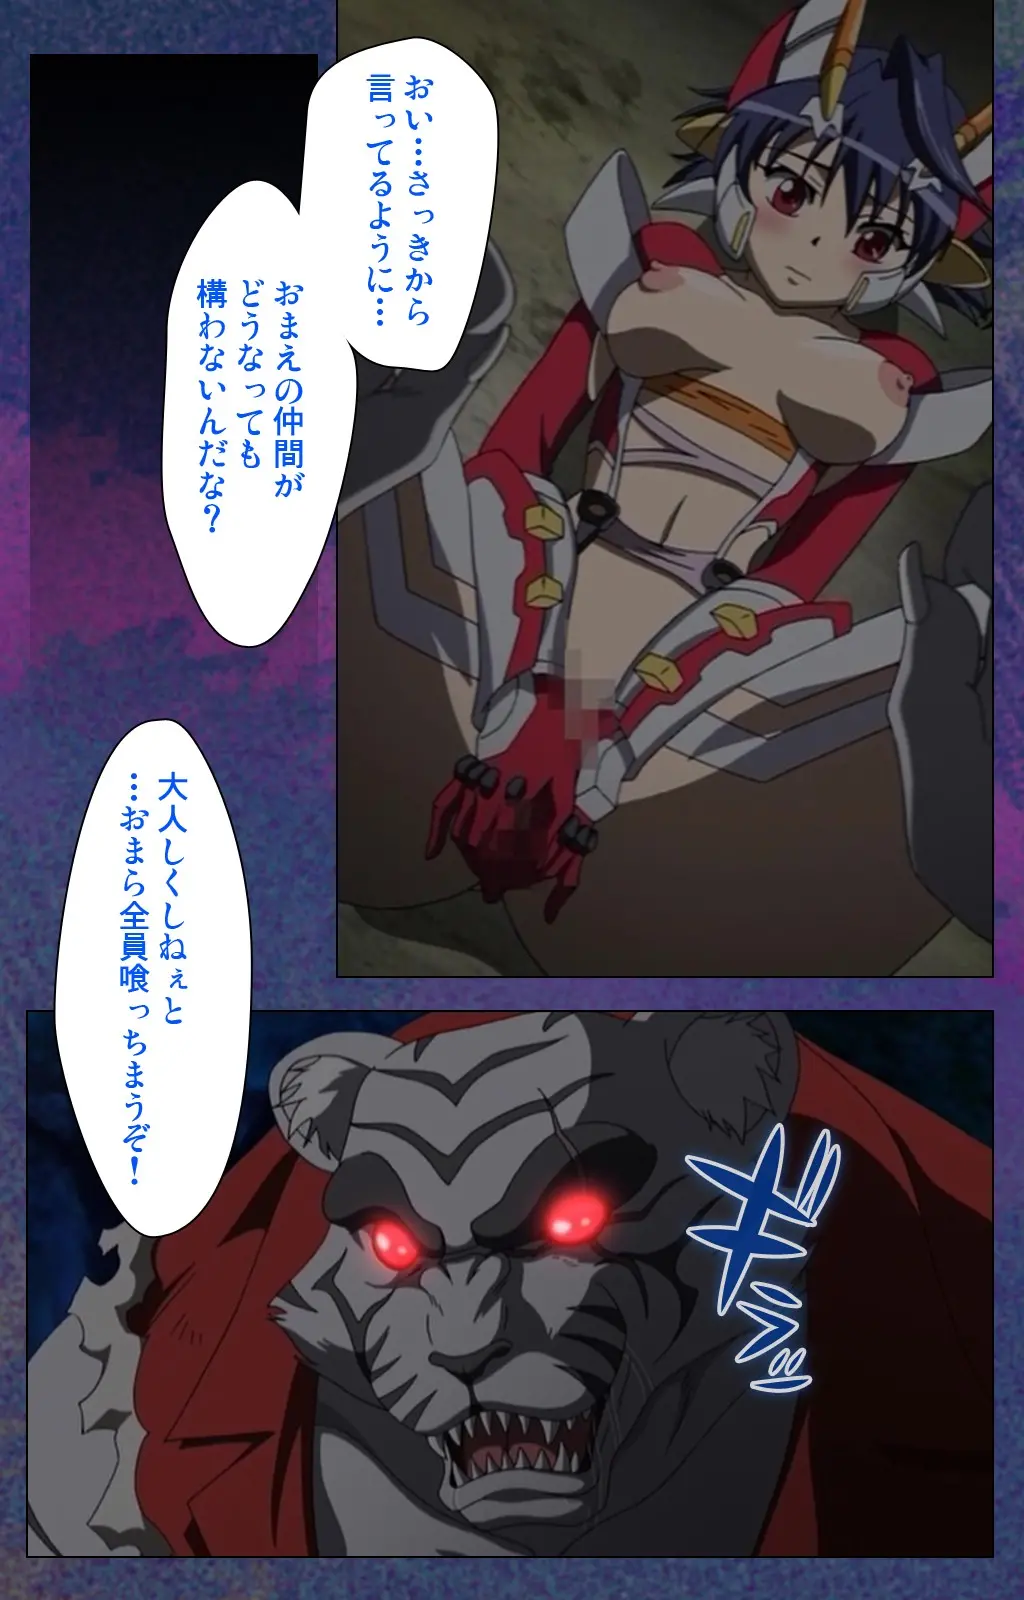 おい…さっきから
言ってるように…
おまえの仲間が
どうなっても
構わないんだな？
大人しくしねぇと
…おまら全員喰っちまうぞ！
ギラッ